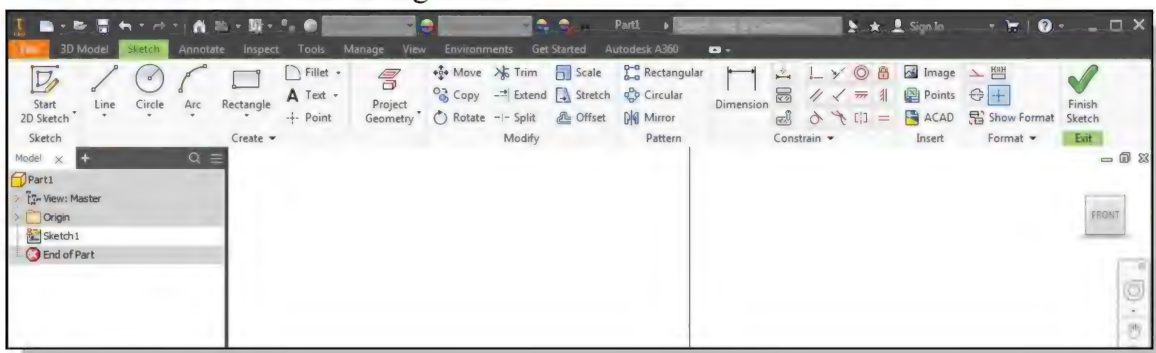 Part1 Sign In
3D Model Sketch Annotate Inspect Tools Manage View Environments Get Started Autodesk A360
Fillet Move Trim Scale Rectangular Image
Text Copy Extend Stretch Circular Points
Point Rotate Split Offset Mirror ACAD Show Format
Start 2D Sketch Line Circle Arc Rectangle Project Geometry Dimension Finish Sketch
Sketch Create Modify Pattern Constrain Insert Format Exit
Model
Part1
View: Master
Origin
Sketch1
End of Part
FRONT